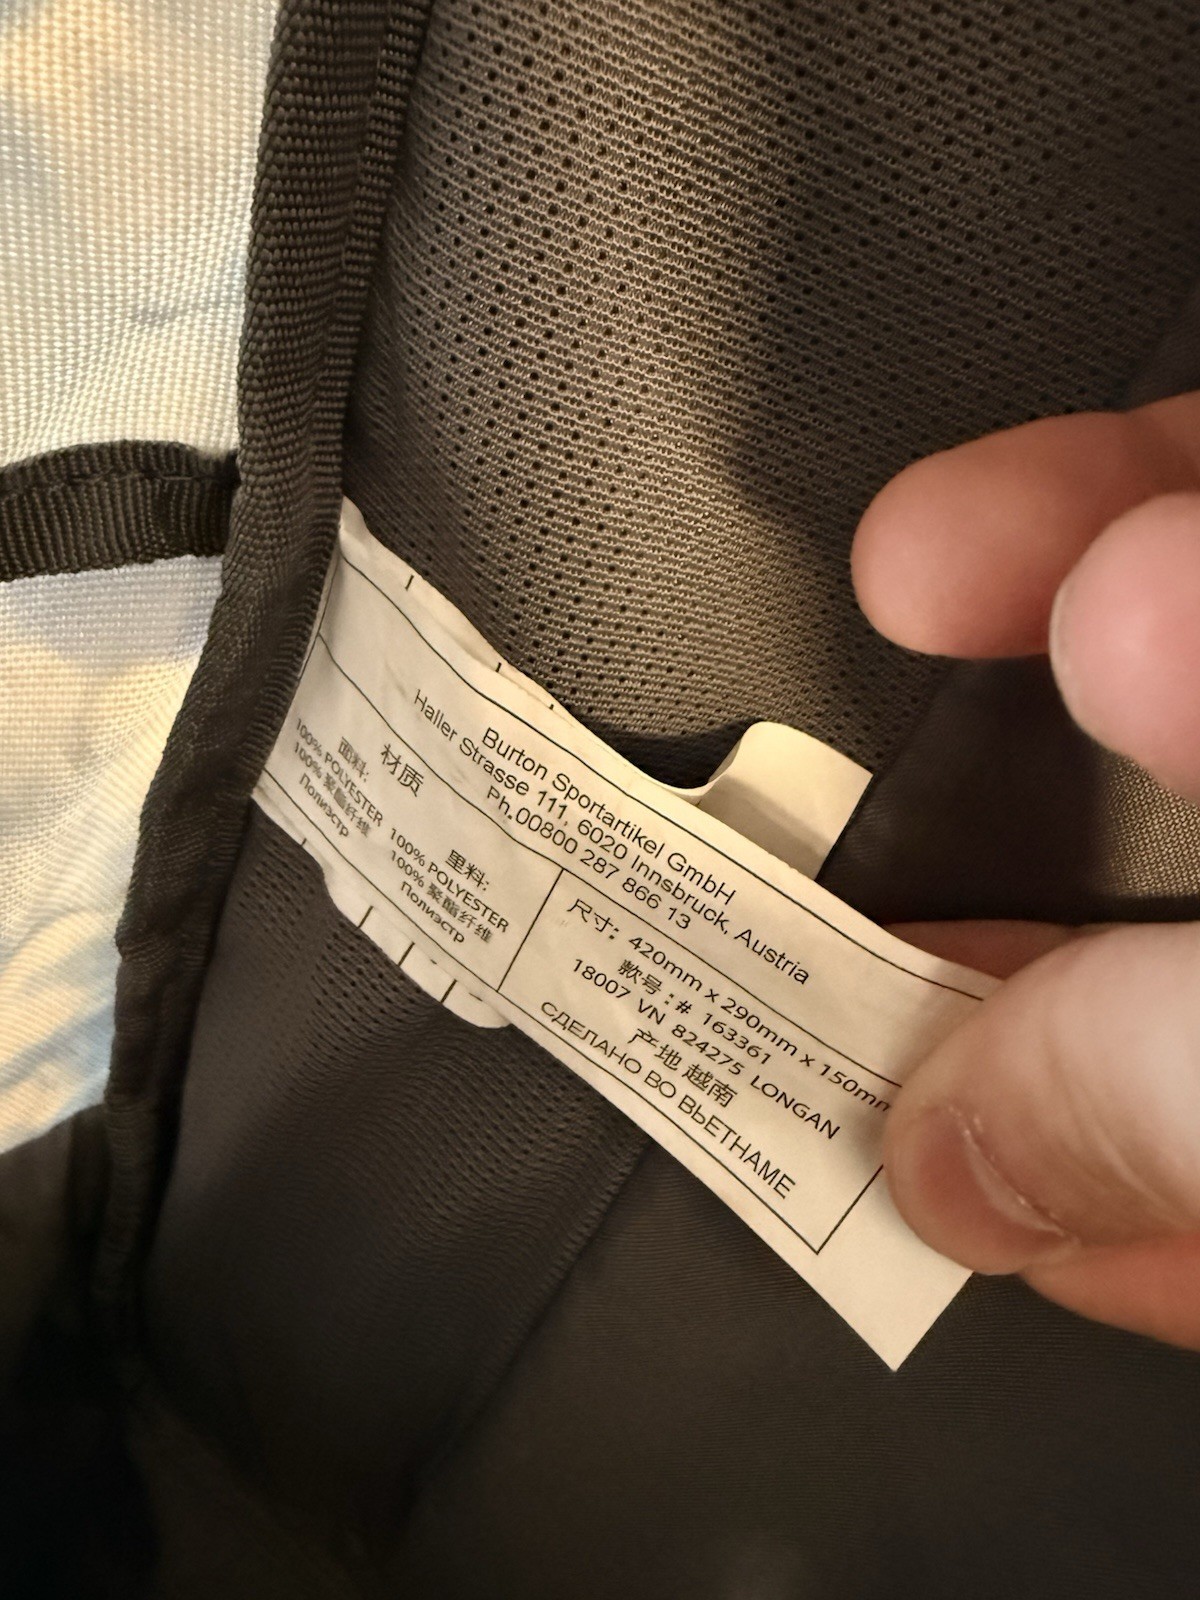 Burton Sportartikel GmbH
Haller Strasse 111, 6020 Innsbruck, Austria
Ph.00800 287 866 13
材质
面料:
100% POLYESTER
100% 聚酯纤维
Полиэстр
里料:
100% POLYESTER
100% 聚酯纤维
Полиэстр
尺寸: 420mm x 290mm x 150mm
款号:# 163361
18007 VN 824275 LONGAN
产地 越南
СДЕЛАНО ВО ВЬЕТНАМЕ